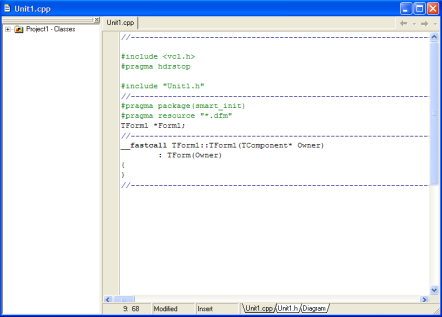 Unit1.cpp
Project1 - Classes
Unit1.cpp
//---------------------------------------------------------------------------
#include <vcl.h>
#pragma hdrstop
#include "Unit1.h"
//---------------------------------------------------------------------------
#pragma package(smart_init)
#pragma resource "*.dfm"
TForm1 *Form1;
//---------------------------------------------------------------------------
__fastcall TForm1::TForm1(TComponent* Owner)
: TForm(Owner)
{
}
//---------------------------------------------------------------------------
9: 68 Modified Insert Unit1.cpp Unit1.h Diagram